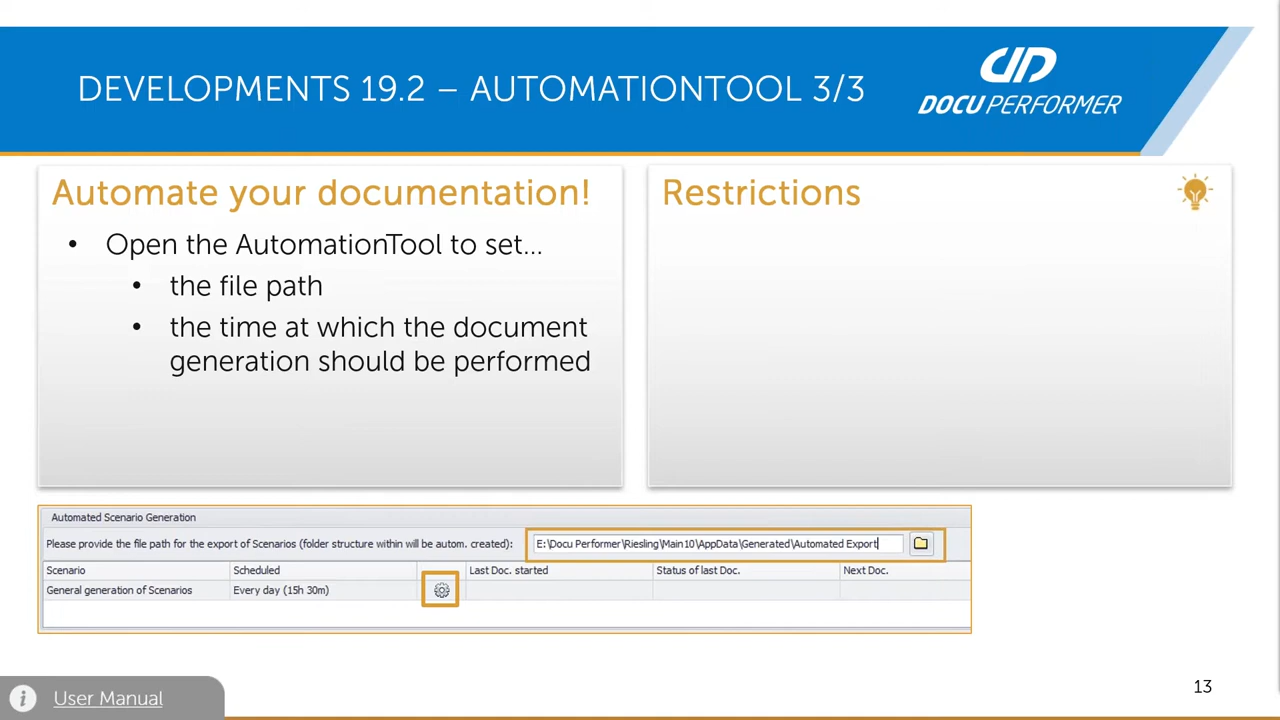 DEVELOPMENTS 19.2 – AUTOMATIONTOOL 3/3
DOCU PERFORMER
Automate your documentation!
• Open the AutomationTool to set...
• the file path
• the time at which the document
generation should be performed
Restrictions
Automated Scenario Generation
Please provide the file path for the export of Scenarios (folder structure within will be autom. created): E:\Docu Performer\Riesling\Main10\AppData\Generated\Automated Export
Scenario Scheduled Last Doc. started Status of last Doc. Next Doc.
General generation of Scenarios Every day (15h 30m)
i User Manual
13